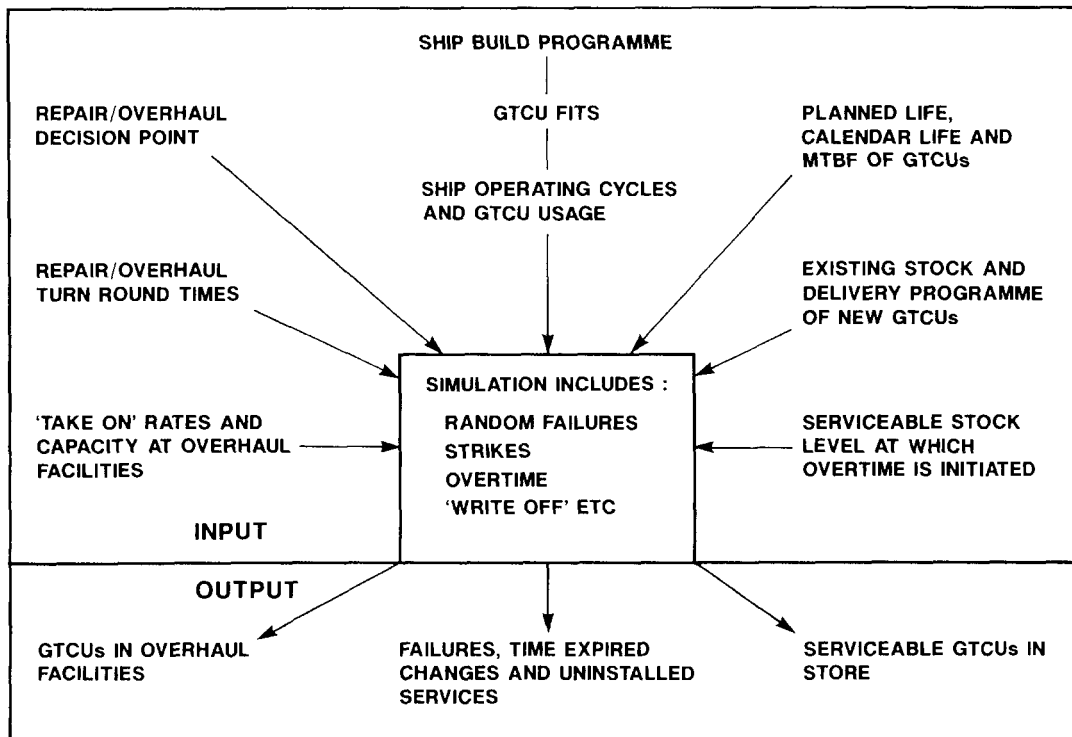 SHIP BUILD PROGRAMME
REPAIR/OVERHAUL
DECISION POINT
GTCU FITS
PLANNED LIFE,
CALENDAR LIFE AND
MTBF OF GTCUs
SHIP OPERATING CYCLES
AND GTCU USAGE
REPAIR/OVERHAUL
TURN ROUND TIMES
EXISTING STOCK AND
DELIVERY PROGRAMME
OF NEW GTCUs
'TAKE ON' RATES AND
CAPACITY AT OVERHAUL
FACILITIES
SIMULATION INCLUDES :
RANDOM FAILURES
STRIKES
OVERTIME
'WRITE OFF' ETC
SERVICEABLE STOCK
LEVEL AT WHICH
OVERTIME IS INITIATED
INPUT
OUTPUT
GTCUs IN OVERHAUL
FACILITIES
FAILURES, TIME EXPIRED
CHANGES AND UNINSTALLED
SERVICES
SERVICEABLE GTCUs IN
STORE